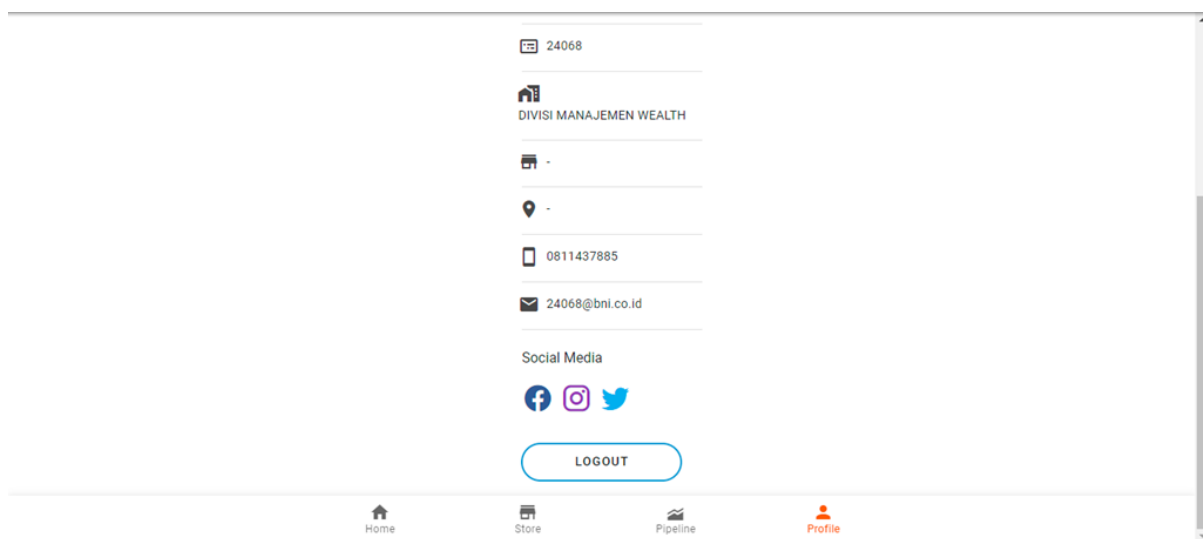 24068
DIVISI MANAJEMEN WEALTH
-
-
0811437885
24068@bni.co.id
Social Media
LOGOUT
Home Store Pipeline Profile